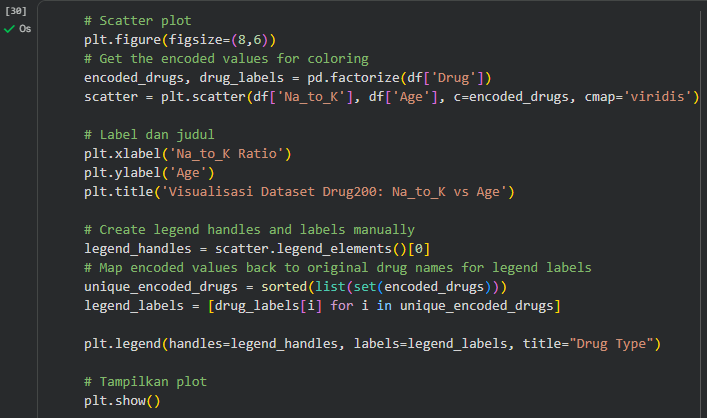 [30]
0s
# Scatter plot
plt.figure(figsize=(8,6))
# Get the encoded values for coloring
encoded_drugs, drug_labels = pd.factorize(df['Drug'])
scatter = plt.scatter(df['Na_to_K'], df['Age'], c=encoded_drugs, cmap='viridis')
# Label dan judul
plt.xlabel('Na_to_K Ratio')
plt.ylabel('Age')
plt.title('Visualisasi Dataset Drug200: Na_to_K vs Age')
# Create legend handles and labels manually
legend_handles = scatter.legend_elements()[0]
# Map encoded values back to original drug names for legend labels
unique_encoded_drugs = sorted(list(set(encoded_drugs)))
legend_labels = [drug_labels[i] for i in unique_encoded_drugs]
plt.legend(handles=legend_handles, labels=legend_labels, title="Drug Type")
# Tampilkan plot
plt.show()